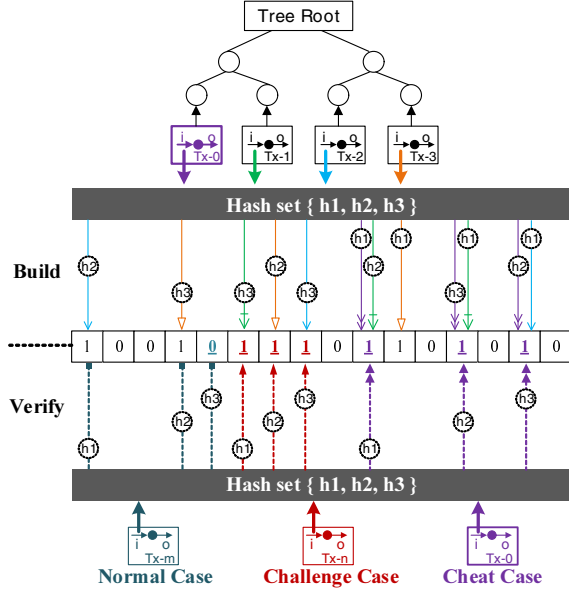 Tree Root
i o Tx-0
i o Tx-1
i o Tx-2
i o Tx-3
Hash set { h1, h2, h3 }
h1 h1 h1 h1
Build
h2 h2 h2 h2
h3 h3 h3 h3
1 0 0 1 0 1 1 1 0 1 1 0 1 0 1 0
Verify
h3 h3 h3
h2 h2 h2
h1 h1 h1
Hash set { h1, h2, h3 }
i o Tx-m
i o Tx-n
i o Tx-0
Normal Case
Challenge Case
Cheat Case